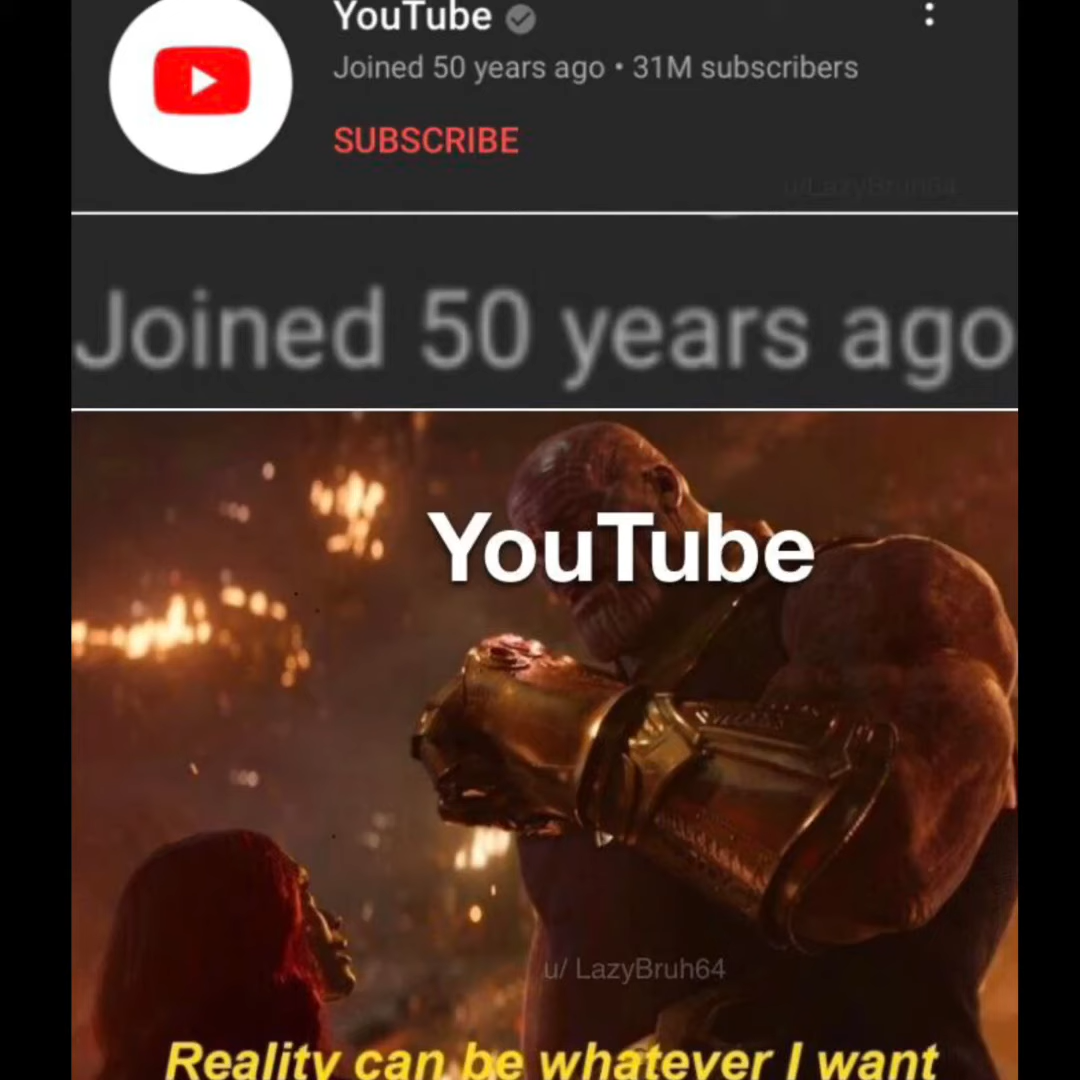 YouTube
Joined 50 years ago • 31M subscribers
SUBSCRIBE
u/LazyBruh64
Joined 50 years ago
YouTube
u/ LazyBruh64
Reality can be whatever I want